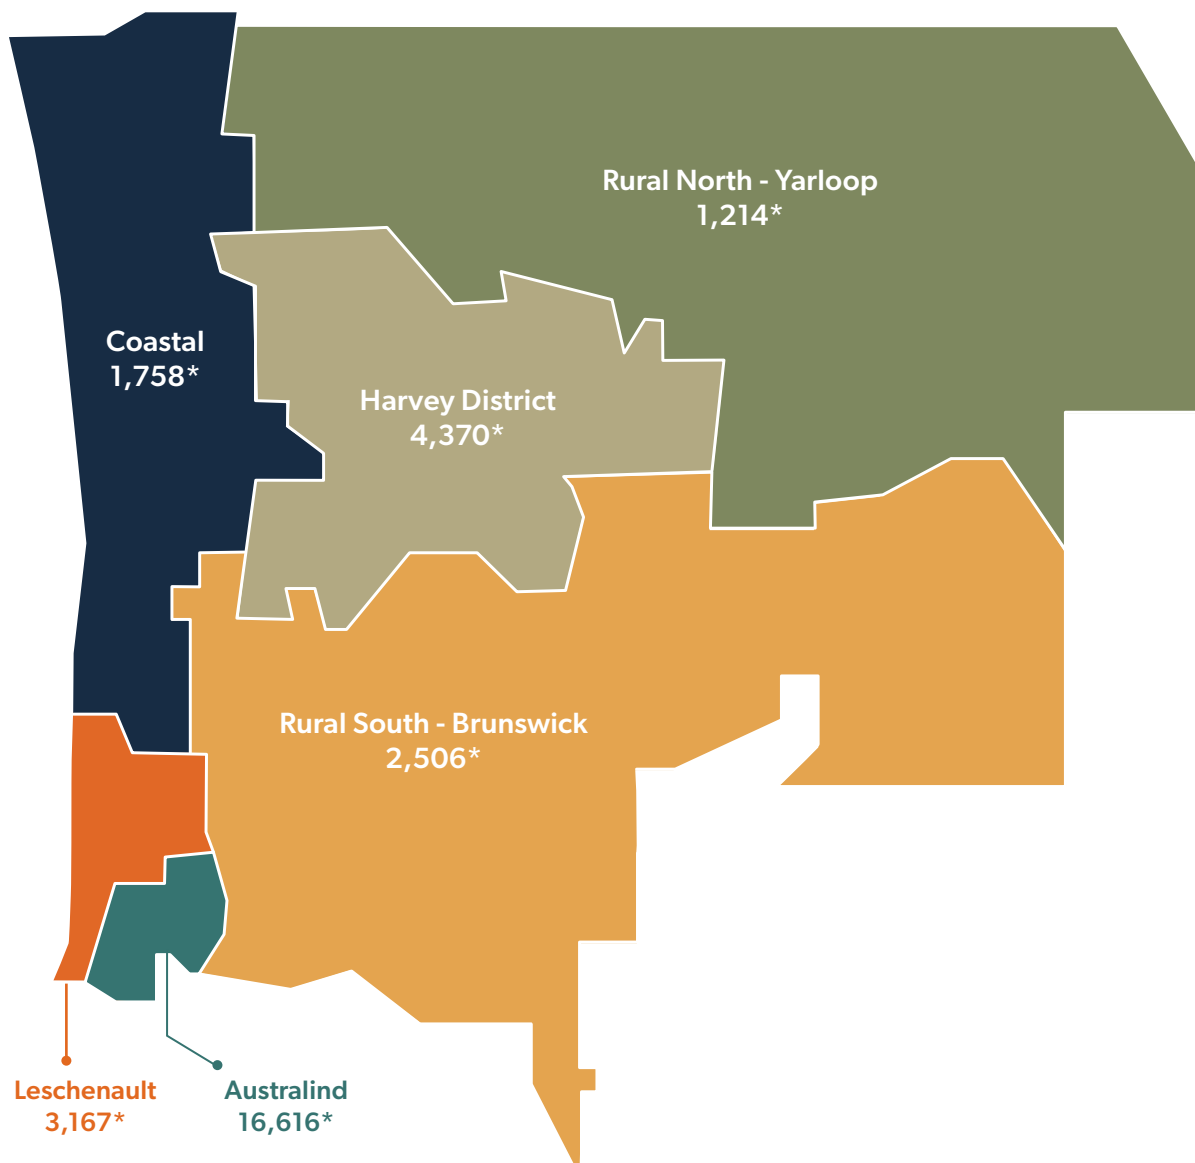 Rural North - Yarloop
1,214*
Coastal
1,758*
Harvey District
4,370*
Rural South - Brunswick
2,506*
Leschenault
3,167*
Australind
16,616*